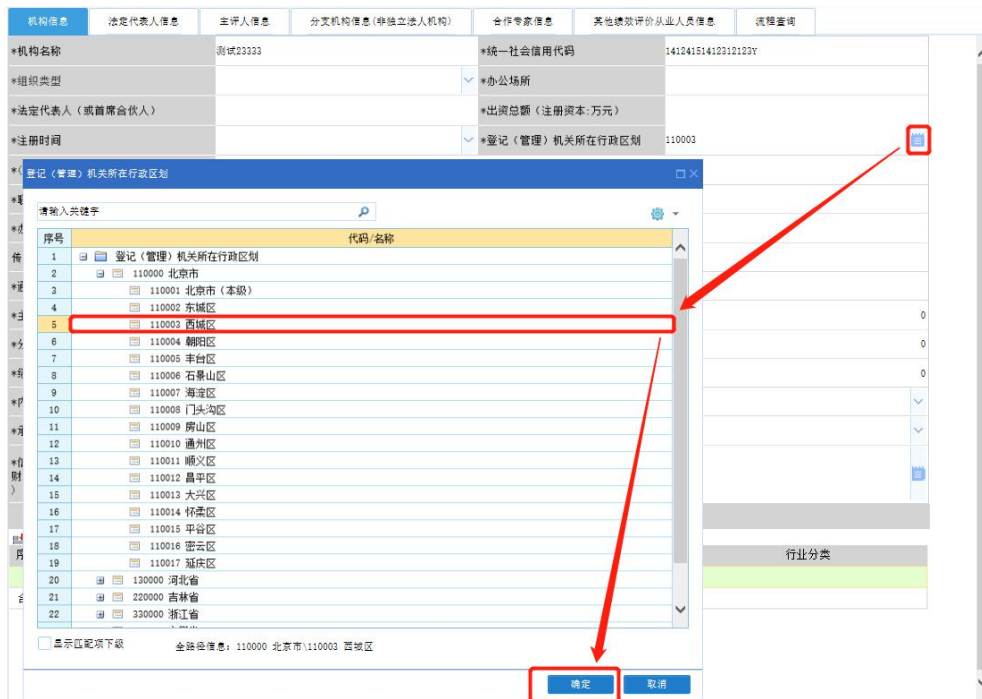 机构信息 法定代表人信息 主评人信息 分支机构信息(非独立法人机构) 合作专家信息 其他绩效评价从业人员信息 流程查询
*机构名称 测试23333 *统一社会信用代码 14124151412312123Y
*组织类型 *办公场所
*法定代表人（或首席合伙人） *出资总额（注册资本:万元）
*注册时间 *登记（管理）机关所在行政区划 110003
登记（管理）机关所在行政区划
请输入关键字
序号 代码/名称
1 登记（管理）机关所在行政区划
2 110000 北京市
3 110001 北京市（本级）
4 110002 东城区
5 110003 西城区
6 110004 朝阳区
7 110005 丰台区
8 110006 石景山区
9 110007 海淀区
10 110008 门头沟区
11 110009 房山区
12 110010 通州区
13 110011 顺义区
14 110012 昌平区
15 110013 大兴区
16 110014 怀柔区
17 110015 平谷区
18 110016 密云区
19 110017 延庆区
20 130000 河北省
21 220000 吉林省
22 330000 浙江省
显示匹配项下级 全路径信息：110000 北京市\110003 西城区
确定 取消
0
0
0
行业分类